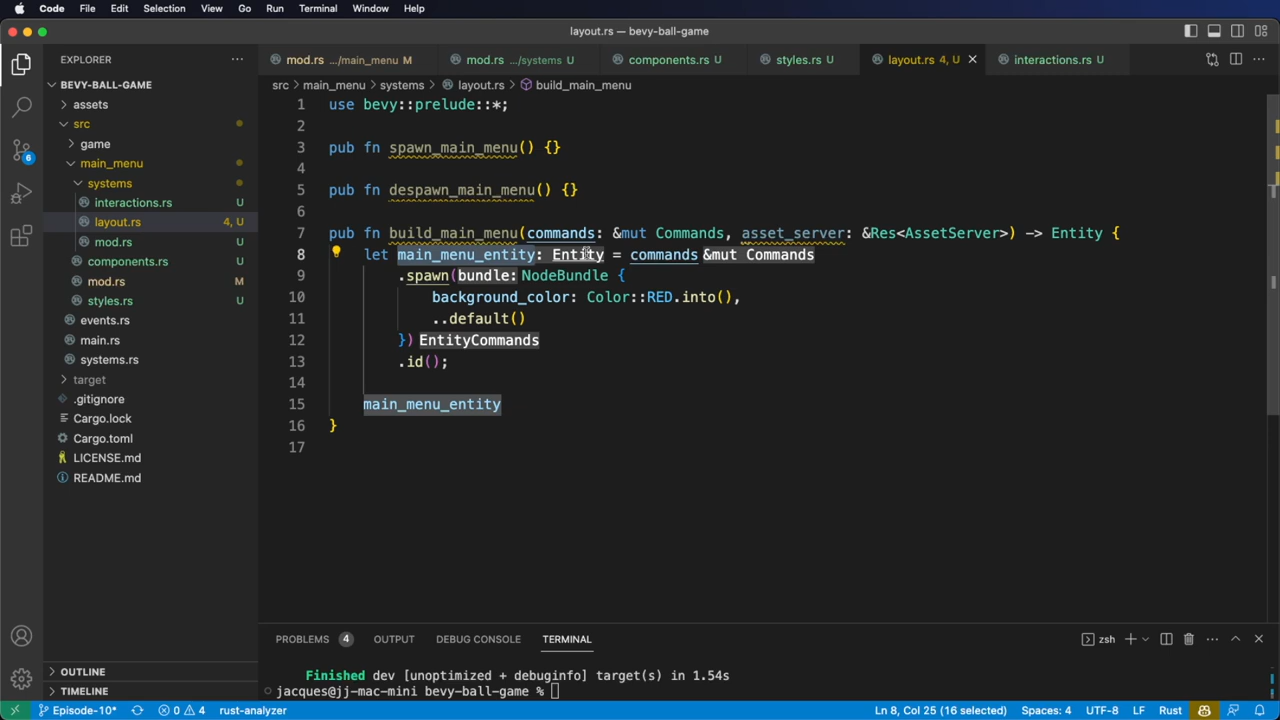 Code File Edit Selection View Go Run Terminal Window Help
layout.rs — bevy-ball-game
EXPLORER
mod.rs .../main_menu M
mod.rs .../systems U
components.rs U
styles.rs U
layout.rs 4, U
interactions.rs U
src > main_menu > systems > layout.rs > build_main_menu
BEVY-BALL-GAME
assets
src
game
main_menu
systems
interactions.rs U
layout.rs 4, U
mod.rs U
components.rs U
mod.rs M
styles.rs U
events.rs
main.rs
systems.rs
target
.gitignore
Cargo.lock
Cargo.toml
LICENSE.md
README.md
OUTLINE
TIMELINE
6
1 use bevy::prelude::*;
2
3 pub fn spawn_main_menu() {}
4
5 pub fn despawn_main_menu() {}
6
7 pub fn build_main_menu(commands: &mut Commands, asset_server: &Res<AssetServer>) -> Entity {
8 let main_menu_entity: Entity = commands &mut Commands
9 .spawn(bundle: NodeBundle {
10 background_color: Color::RED.into(),
11 ..default()
12 }) EntityCommands
13 .id();
14
15 main_menu_entity
16 }
17
PROBLEMS 4 OUTPUT DEBUG CONSOLE TERMINAL
zsh
Finished dev [unoptimized + debuginfo] target(s) in 1.54s
jacques@jj-mac-mini bevy-ball-game %
Episode-10* 0 4 rust-analyzer
Ln 8, Col 25 (16 selected) Spaces: 4 UTF-8 LF Rust